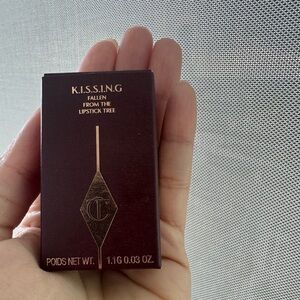 K.I.S.S.I.N.G
FALLEN
FROM THE
LIPSTICK TREE
POIDS NET WT. 1.1G 0.03 OZ.